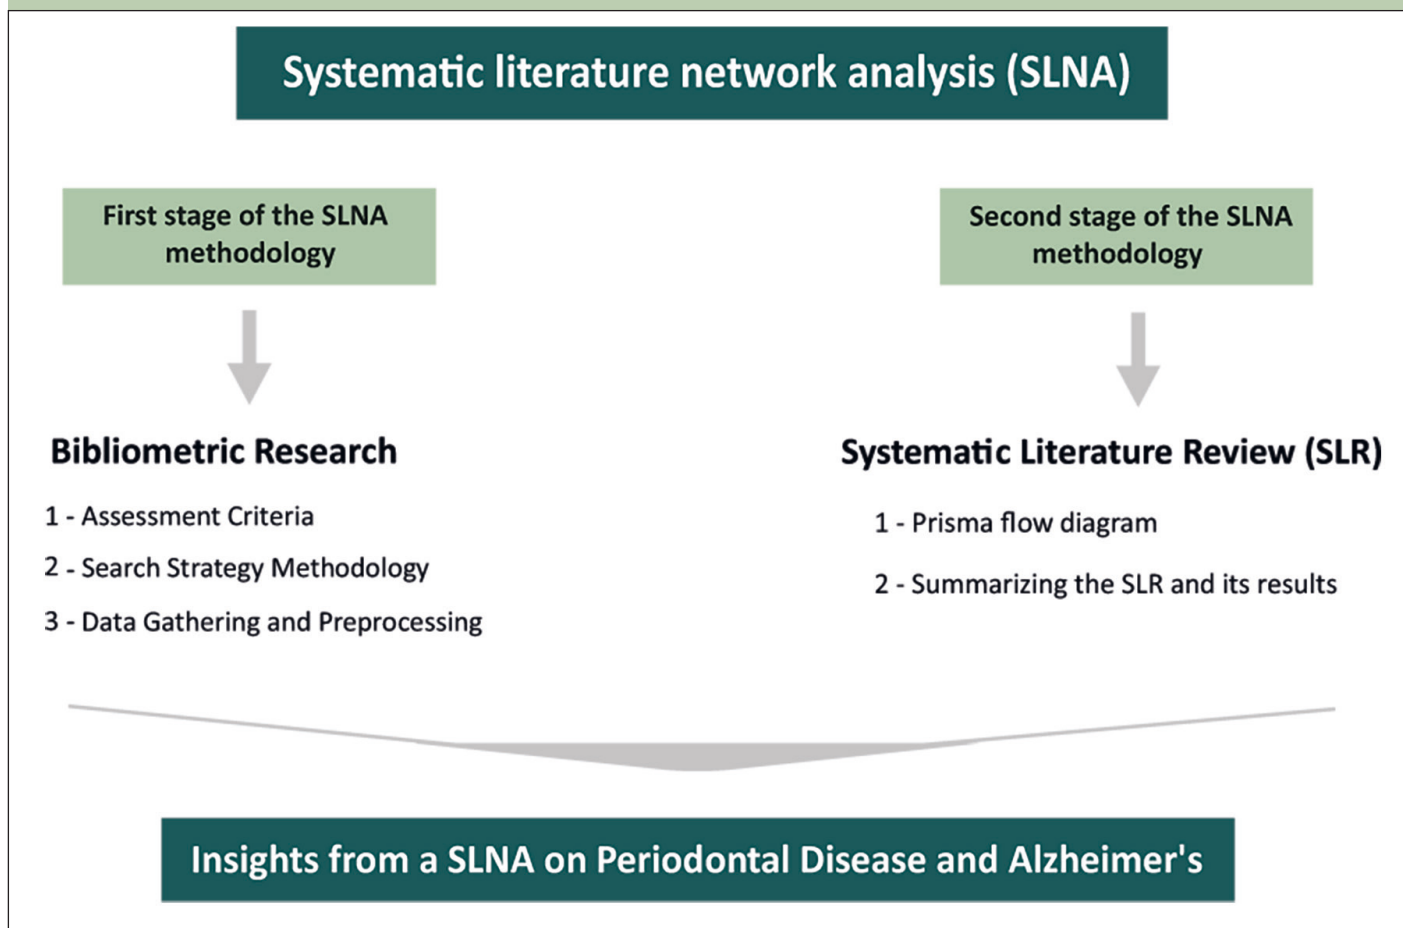 Systematic literature network analysis (SLNA)
First stage of the SLNA
methodology
Second stage of the SLNA
methodology
Bibliometric Research
1 - Assessment Criteria
2 - Search Strategy Methodology
3 - Data Gathering and Preprocessing
Systematic Literature Review (SLR)
1 - Prisma flow diagram
2 - Summarizing the SLR and its results
Insights from a SLNA on Periodontal Disease and Alzheimer's